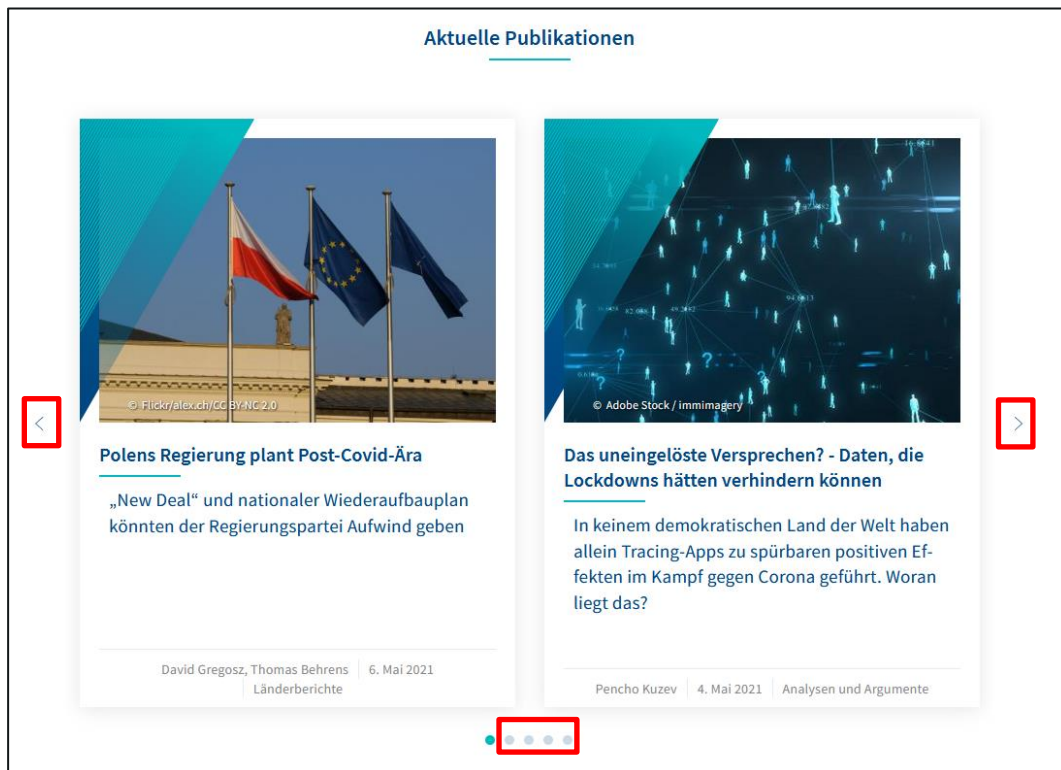 Aktuelle Publikationen
© Flickr/alex.ch/CC BY-NC 2.0
Polens Regierung plant Post-Covid-Ära
„New Deal“ und nationaler Wiederaufbauplan
könnten der Regierungspartei Aufwind geben
David Gregosz, Thomas Behrens
6. Mai 2021
Länderberichte
© Adobe Stock / immimagery
Das uneingelöste Versprechen? - Daten, die
Lockdowns hätten verhindern können
In keinem demokratischen Land der Welt haben
allein Tracing-Apps zu spürbaren positiven Ef-
fekten im Kampf gegen Corona geführt. Woran
liegt das?
Pencho Kuzev
4. Mai 2021
Analysen und Argumente